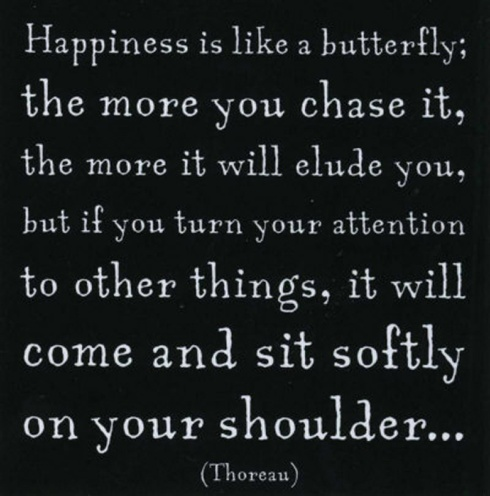 Happiness is like a butterfly;
the more you chase it,
the more it will elude you,
but if you turn your attention
to other things, it will
come and sit softly
on your shoulder...
(Thoreau)